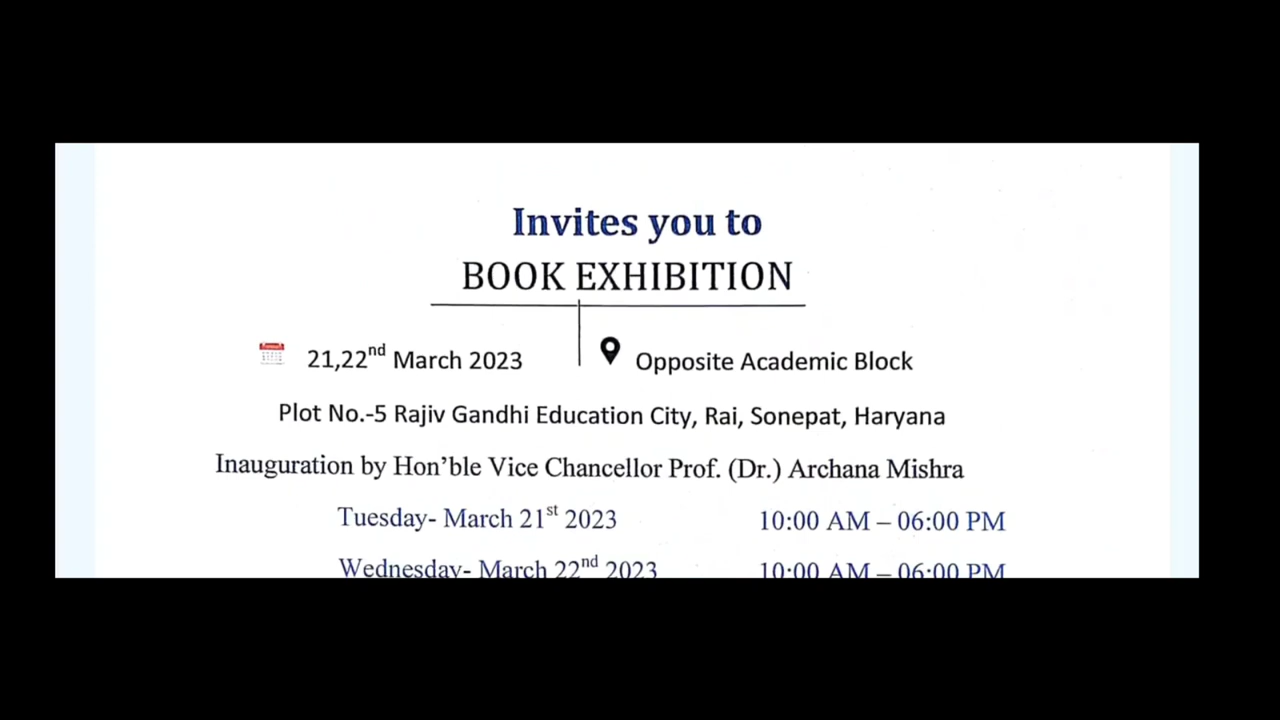 Invites you to
BOOK EXHIBITION
21,22nd March 2023 Opposite Academic Block
Plot No.-5 Rajiv Gandhi Education City, Rai, Sonepat, Haryana
Inauguration by Hon’ble Vice Chancellor Prof. (Dr.) Archana Mishra
Tuesday- March 21st 2023 10:00 AM – 06:00 PM
Wednesday- March 22nd 2023 10:00 AM – 06:00 PM